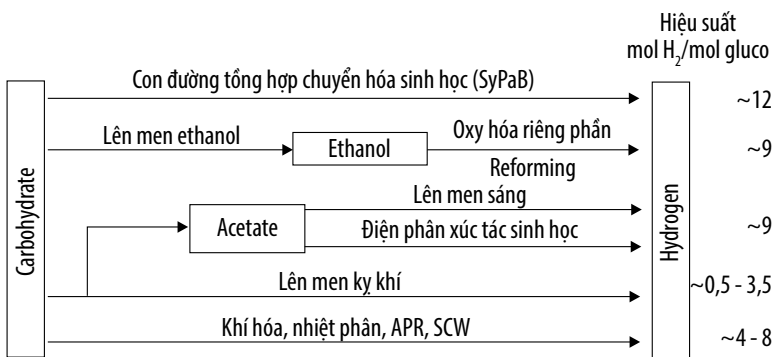 Hiệu suất
mol H₂/mol gluco
Con đường tổng hợp chuyển hóa sinh học (SyPaB)
~12
Lên men ethanol
Ethanol
Oxy hóa riêng phần
Reforming
~9
Carbohydrate
Hydrogen
Acetate
Lên men sáng
Điện phân xúc tác sinh học
~9
Lên men kỵ khí
~0,5 - 3,5
Khí hóa, nhiệt phân, APR, SCW
~4 - 8